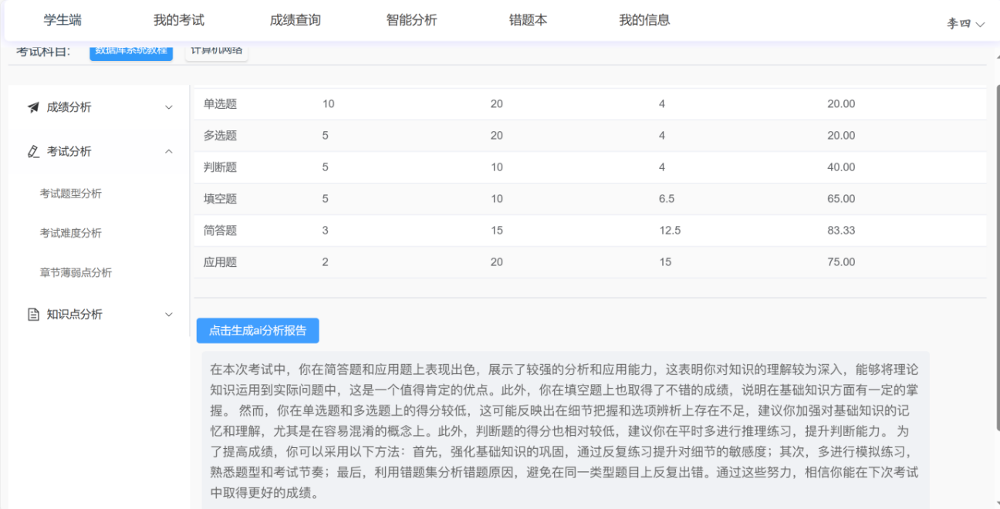 学生端 我的考试 成绩查询 智能分析 错题本 我的信息 李四
考试科目: 数据库系统教程 计算机网络
成绩分析
考试分析
考试题型分析
考试难度分析
章节薄弱点分析
知识点分析
单选题 10 20 4 20.00
多选题 5 20 4 20.00
判断题 5 10 4 40.00
填空题 5 10 6.5 65.00
简答题 3 15 12.5 83.33
应用题 2 20 15 75.00
点击生成ai分析报告
在本次考试中，你在简答题和应用题上表现出色，展示了较强的分析和应用能力，这表明你对知识的理解较为深入，能够将理论
知识运用到实际问题中，这是一个值得肯定的优点。此外，你在填空题上也取得了不错的成绩，说明在基础知识方面有一定的掌
握。 然而，你在单选题和多选题上的得分较低，这可能反映出在细节把握和选项辨析上存在不足，建议你加强对基础知识的记
忆和理解，尤其是在容易混淆的概念上。此外，判断题的得分也相对较低，建议你在平时多进行推理练习，提升判断能力。 为
了提高成绩，你可以采用以下方法：首先，强化基础知识的巩固，通过反复练习提升对细节的敏感度；其次，多进行模拟练习，
熟悉题型和考试节奏；最后，利用错题集分析错题原因，避免在同一类型题目上反复出错。通过这些努力，相信你能在下次考试
中取得更好的成绩。